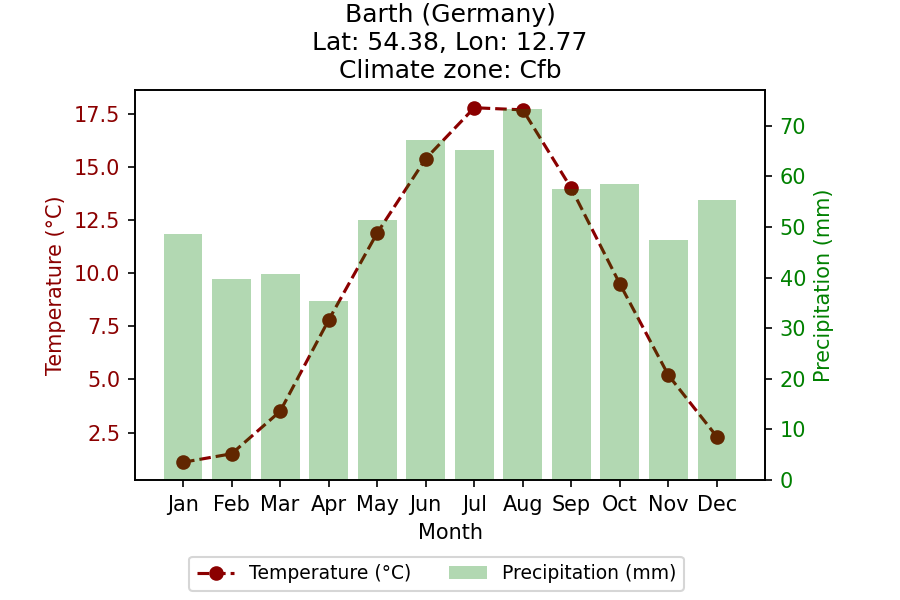 Barth (Germany)
Lat: 54.38, Lon: 12.77
Climate zone: Cfb
Temperature (°C)
17.5
15.0
12.5
10.0
7.5
5.0
2.5
70
60
50
40
30
20
10
0
Precipitation (mm)
Jan Feb Mar Apr May Jun Jul Aug Sep Oct Nov Dec
Month
Temperature (°C) Precipitation (mm)